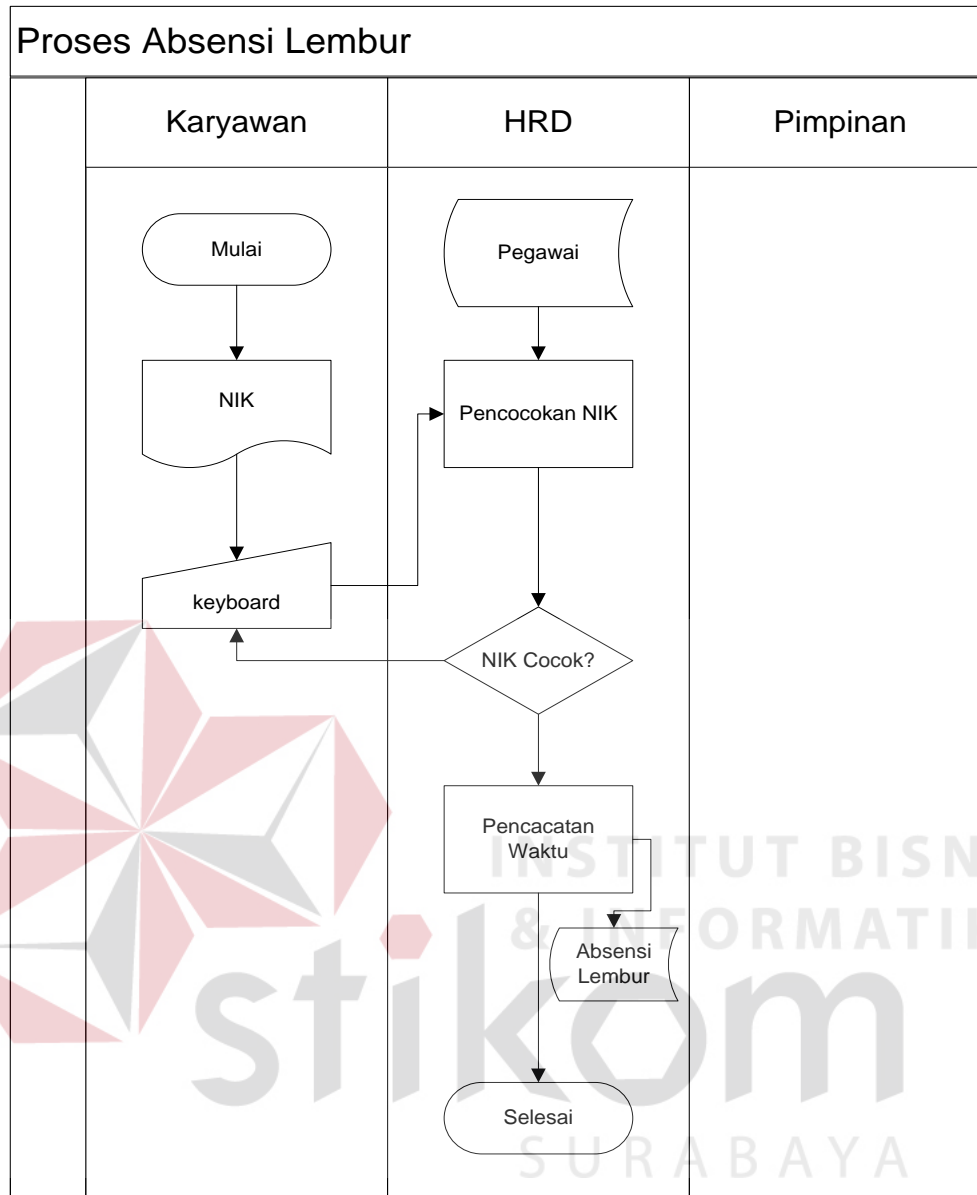 Proses Absensi Lembur
Karyawan
HRD
Pimpinan
Mulai
Pegawai
NIK
Pencocokan NIK
keyboard
NIK Cocok?
Pencacatan
Waktu
Absensi
Lembur
Selesai
INSTITUT BISN
& INFORMATI
stikom
SURABAYA